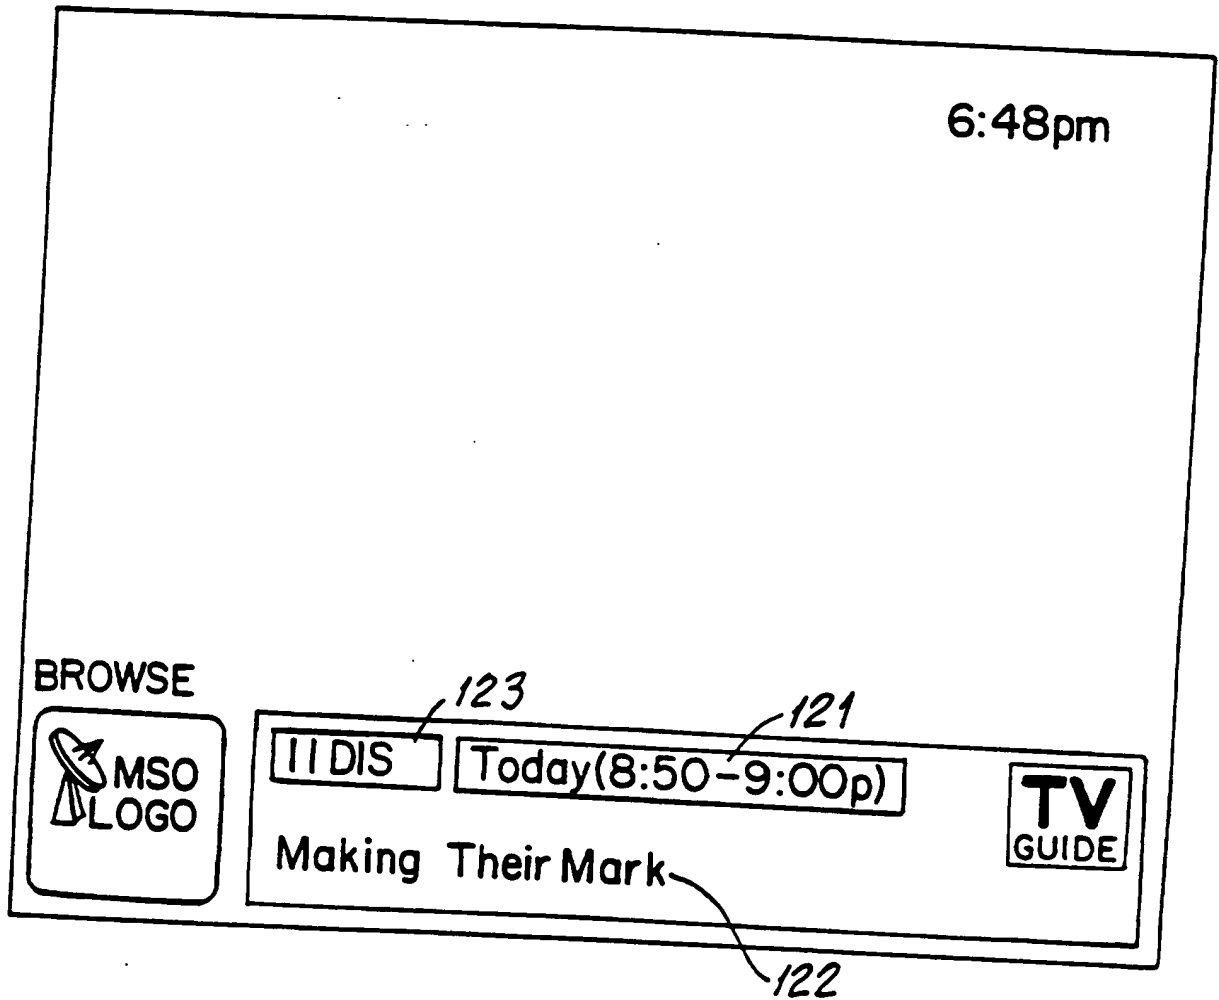 6:48pm
BROWSE
MSO
LOGO
123
121
11 DIS
Today(8:50-9:00p)
TV
GUIDE
Making Their Mark
122